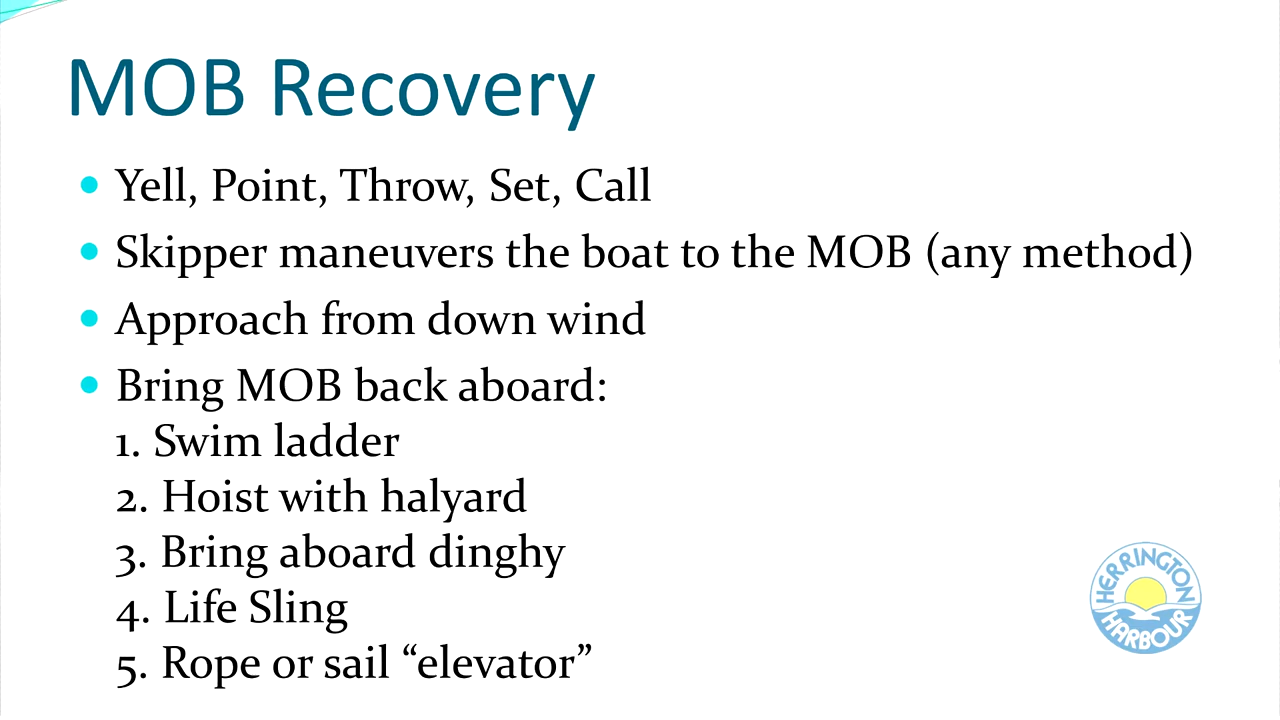 MOB Recovery
• Yell, Point, Throw, Set, Call
• Skipper maneuvers the boat to the MOB (any method)
• Approach from down wind
• Bring MOB back aboard:
1. Swim ladder
2. Hoist with halyard
3. Bring aboard dinghy
4. Life Sling
5. Rope or sail “elevator”
HERRINGTON
HARBOUR